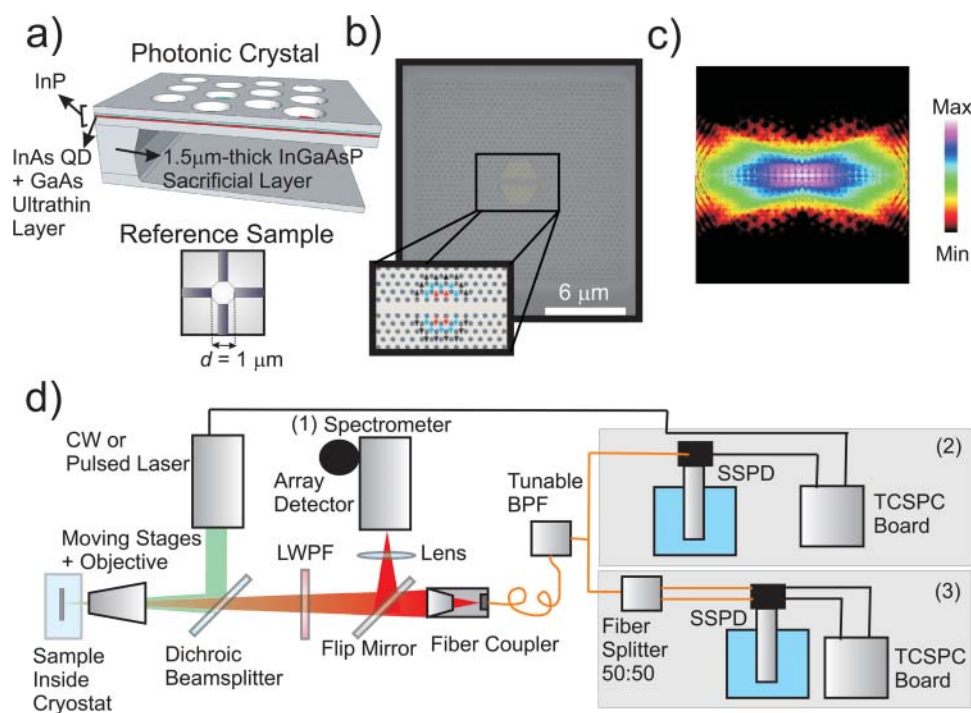 a)
Photonic Crystal
InP
InAs QD
+ GaAs
Ultrathin
Layer
1.5μm-thick InGaAsP
Sacrificial Layer
Reference Sample
d = 1 μm
b)
6 μm
c)
Max
Min
d)
CW or
Pulsed Laser
(1) Spectrometer
Array
Detector
Moving Stages
+ Objective
LWPF
Lens
Tunable
BPF
Sample
Inside
Cryostat
Dichroic
Beamsplitter
Flip Mirror
Fiber Coupler
(2)
SSPD
TCSPC
Board
(3)
Fiber
Splitter
50:50
SSPD
TCSPC
Board